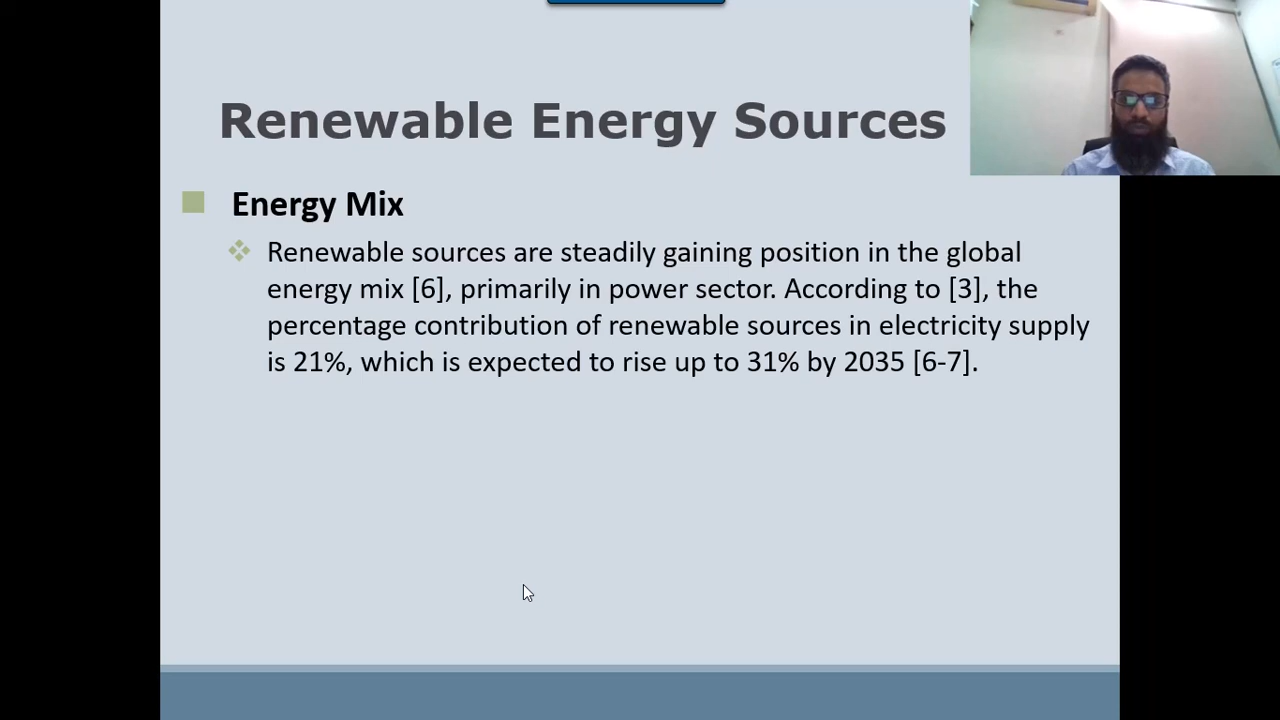 Renewable Energy Sources
Energy Mix
Renewable sources are steadily gaining position in the global
energy mix [6], primarily in power sector. According to [3], the
percentage contribution of renewable sources in electricity supply
is 21%, which is expected to rise up to 31% by 2035 [6-7].